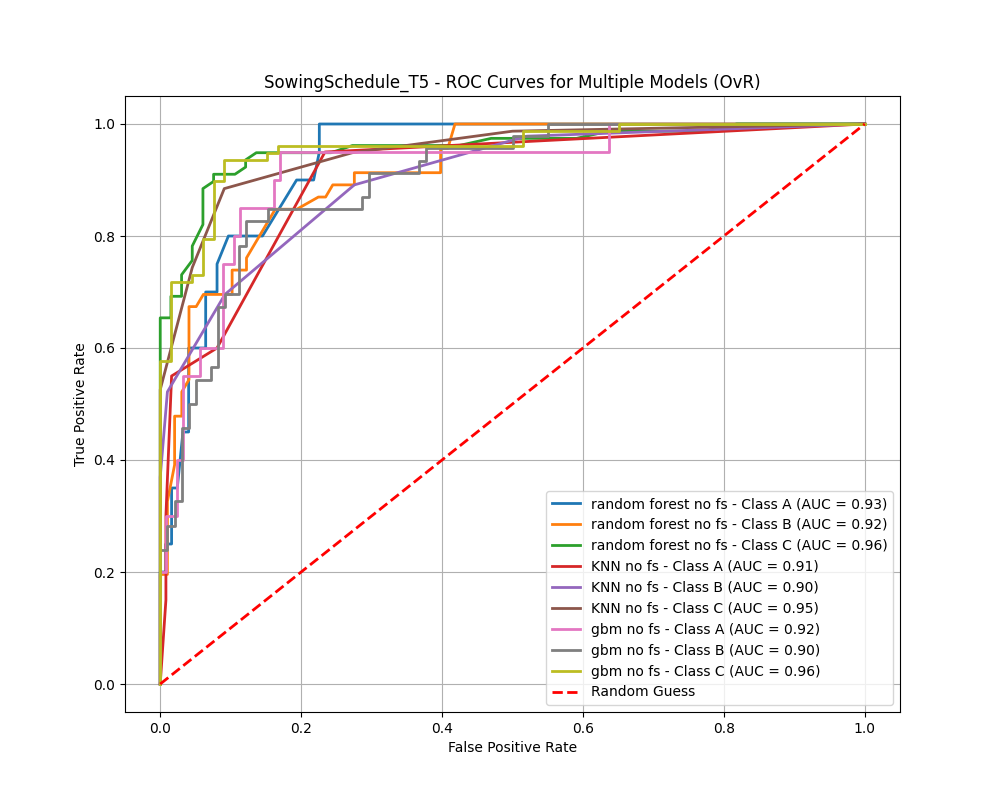 SowingSchedule_T5 - ROC Curves for Multiple Models (OvR)
True Positive Rate
1.0
0.8
0.6
0.4
0.2
0.0
0.0 0.2 0.4 0.6 0.8 1.0
False Positive Rate
random forest no fs - Class A (AUC = 0.93)
random forest no fs - Class B (AUC = 0.92)
random forest no fs - Class C (AUC = 0.96)
KNN no fs - Class A (AUC = 0.91)
KNN no fs - Class B (AUC = 0.90)
KNN no fs - Class C (AUC = 0.95)
gbm no fs - Class A (AUC = 0.92)
gbm no fs - Class B (AUC = 0.90)
gbm no fs - Class C (AUC = 0.96)
Random Guess